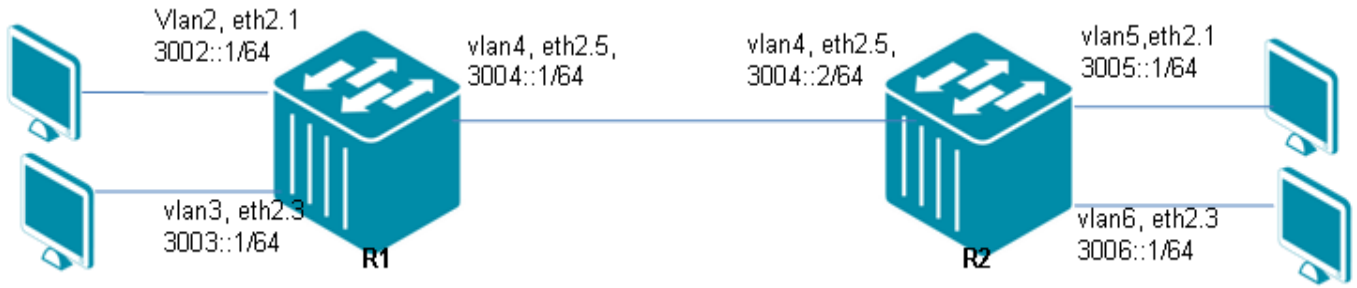 Vlan2, eth2.1
3002::1/64
vlan4, eth2.5,
3004::1/64
vlan4, eth2.5,
3004::2/64
vlan5,eth2.1
3005::1/64
vlan3, eth2.3
3003::1/64
R1
R2
vlan6, eth2.3
3006::1/64